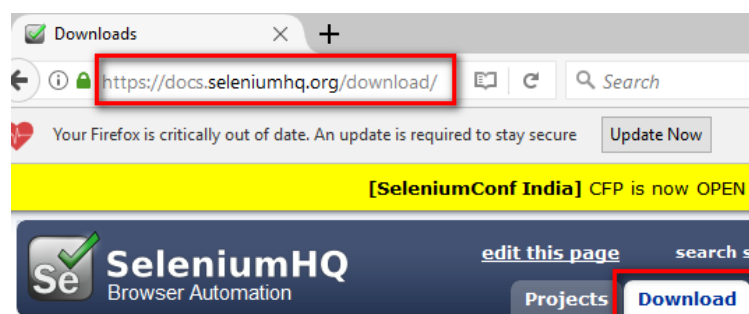 Downloads
https://docs.seleniumhq.org/download/
Search
Your Firefox is critically out of date. An update is required to stay secure Update Now
[SeleniumConf India] CFP is now OPEN
Se SeleniumHQ edit this page search s
Browser Automation
Projects Download